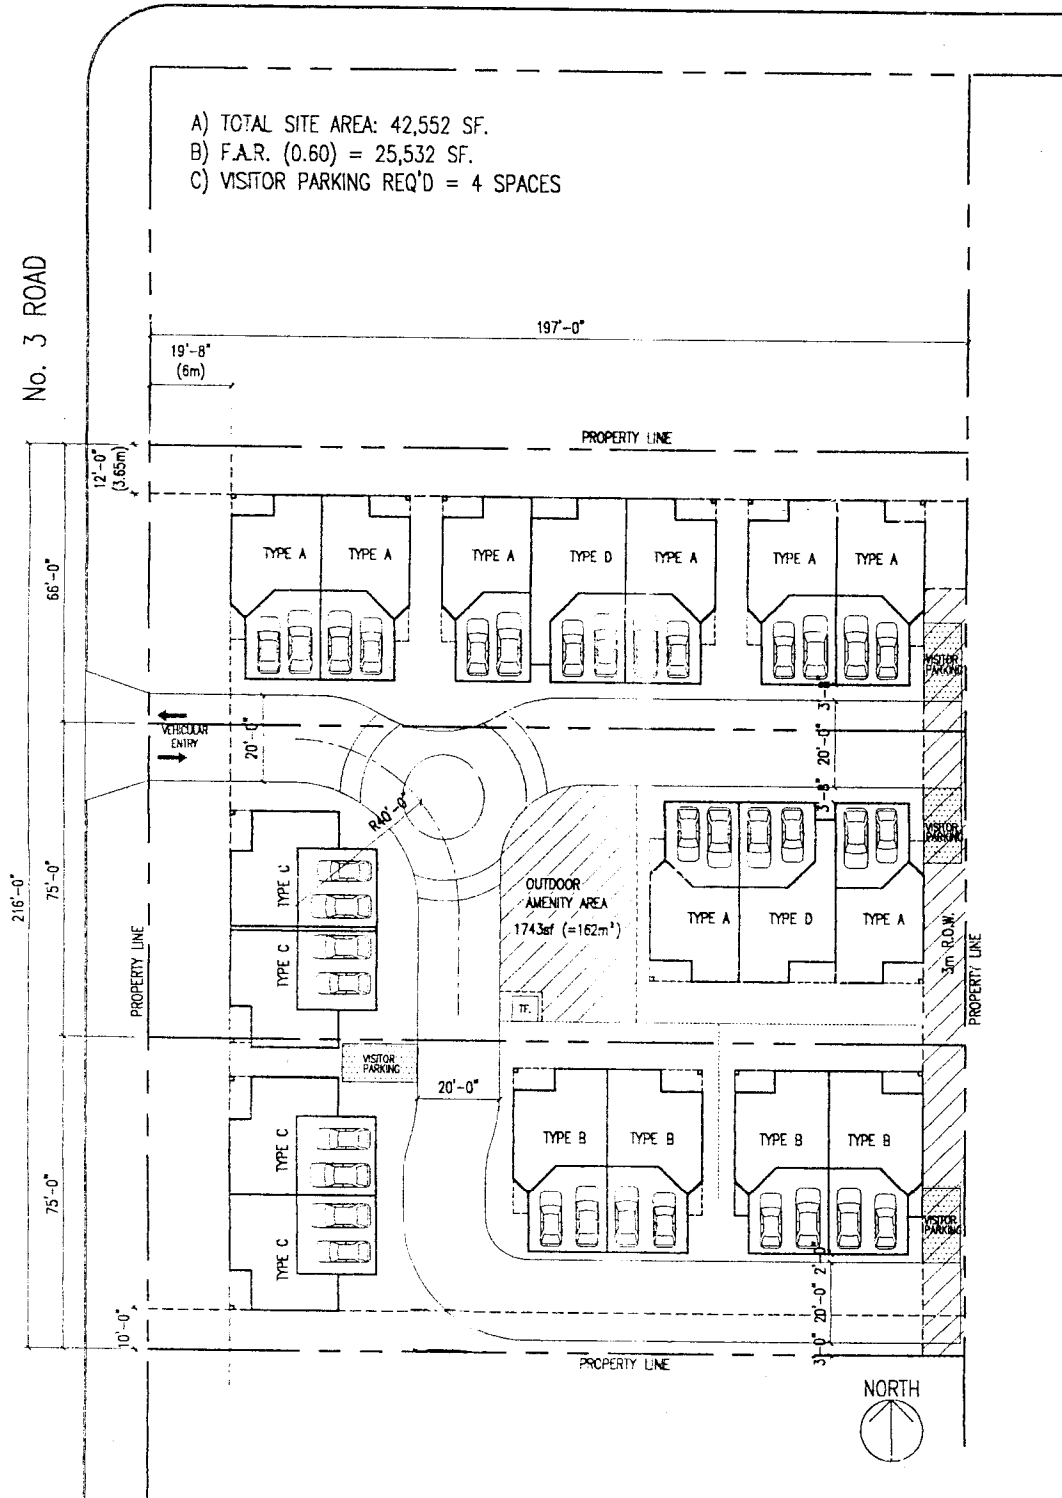 A) TOTAL SITE AREA: 42,552 SF.
B) F.A.R. (0.60) = 25,532 SF.
C) VISITOR PARKING REQ'D = 4 SPACES
No. 3 ROAD
197'-0"
19'-8"
(6m)
PROPERTY LINE
12'-0"
(3.65m)
TYPE A
TYPE A
TYPE A
TYPE D
TYPE A
TYPE A
TYPE A
66'-0"
VISITOR
PARKING
3'-8"
VEHICULAR
ENTRY
20'-0"
20'-0"
3'-8"
R40'-0"
VISITOR
PARKING
216'-0"
75'-0"
TYPE C
TYPE C
OUTDOOR
AMENITY AREA
1743sf (=162m²)
TYPE A
TYPE D
TYPE A
3m R.O.W.
PROPERTY LINE
PROPERTY LINE
T.F.
VISITOR
PARKING
20'-0"
TYPE B
TYPE B
TYPE B
TYPE B
75'-0"
TYPE C
TYPE C
VISITOR
PARKING
2'-0"
20'-0"
3'-0"
10'-0"
PROPERTY LINE
NORTH